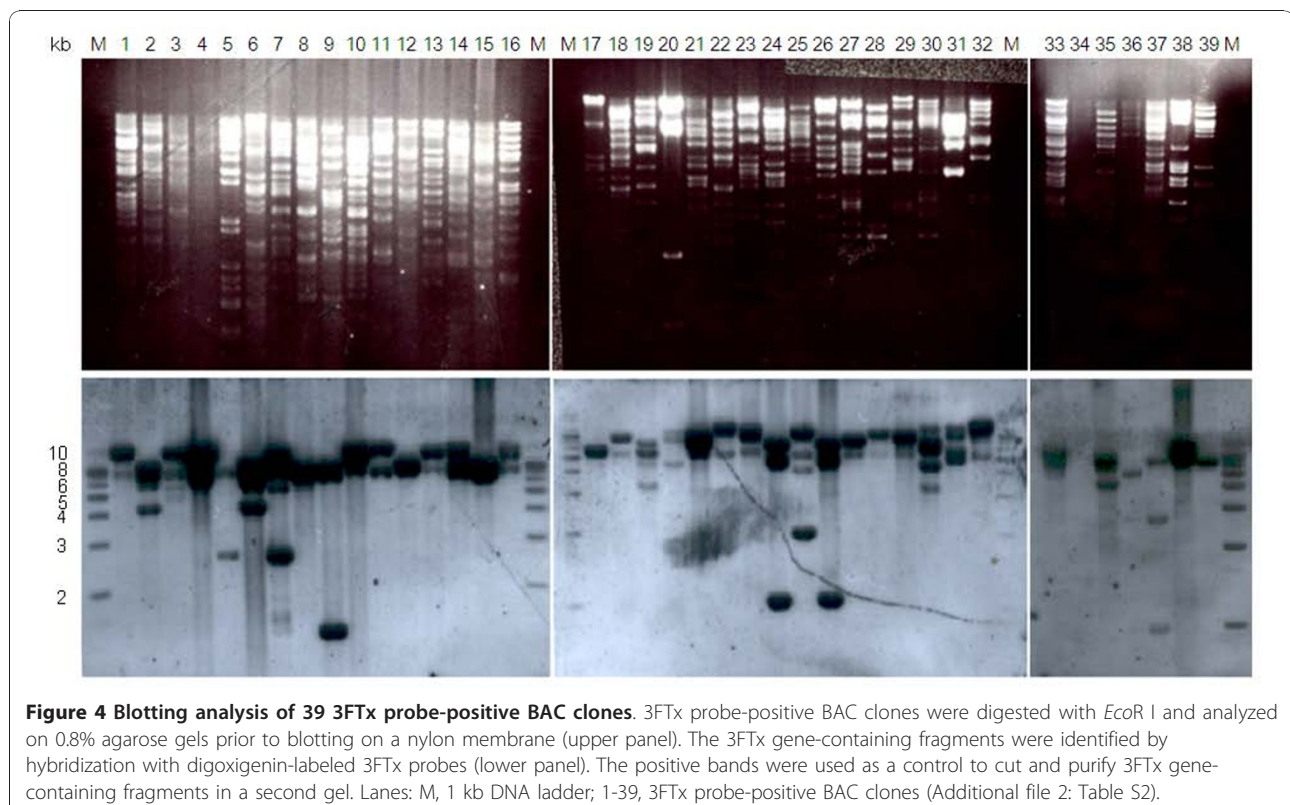 kb M 1 2 3 4 5 6 7 8 9 10 11 12 13 14 15 16 M M 17 18 19 20 21 22 23 24 25 26 27 28 29 30 31 32 M 33 34 35 36 37 38 39 M
10
8
6
5
4
3
2
Figure 4 Blotting analysis of 39 3FTx probe-positive BAC clones. 3FTx probe-positive BAC clones were digested with EcoR I and analyzed
on 0.8% agarose gels prior to blotting on a nylon membrane (upper panel). The 3FTx gene-containing fragments were identified by
hybridization with digoxigenin-labeled 3FTx probes (lower panel). The positive bands were used as a control to cut and purify 3FTx gene-
containing fragments in a second gel. Lanes: M, 1 kb DNA ladder; 1-39, 3FTx probe-positive BAC clones (Additional file 2: Table S2).